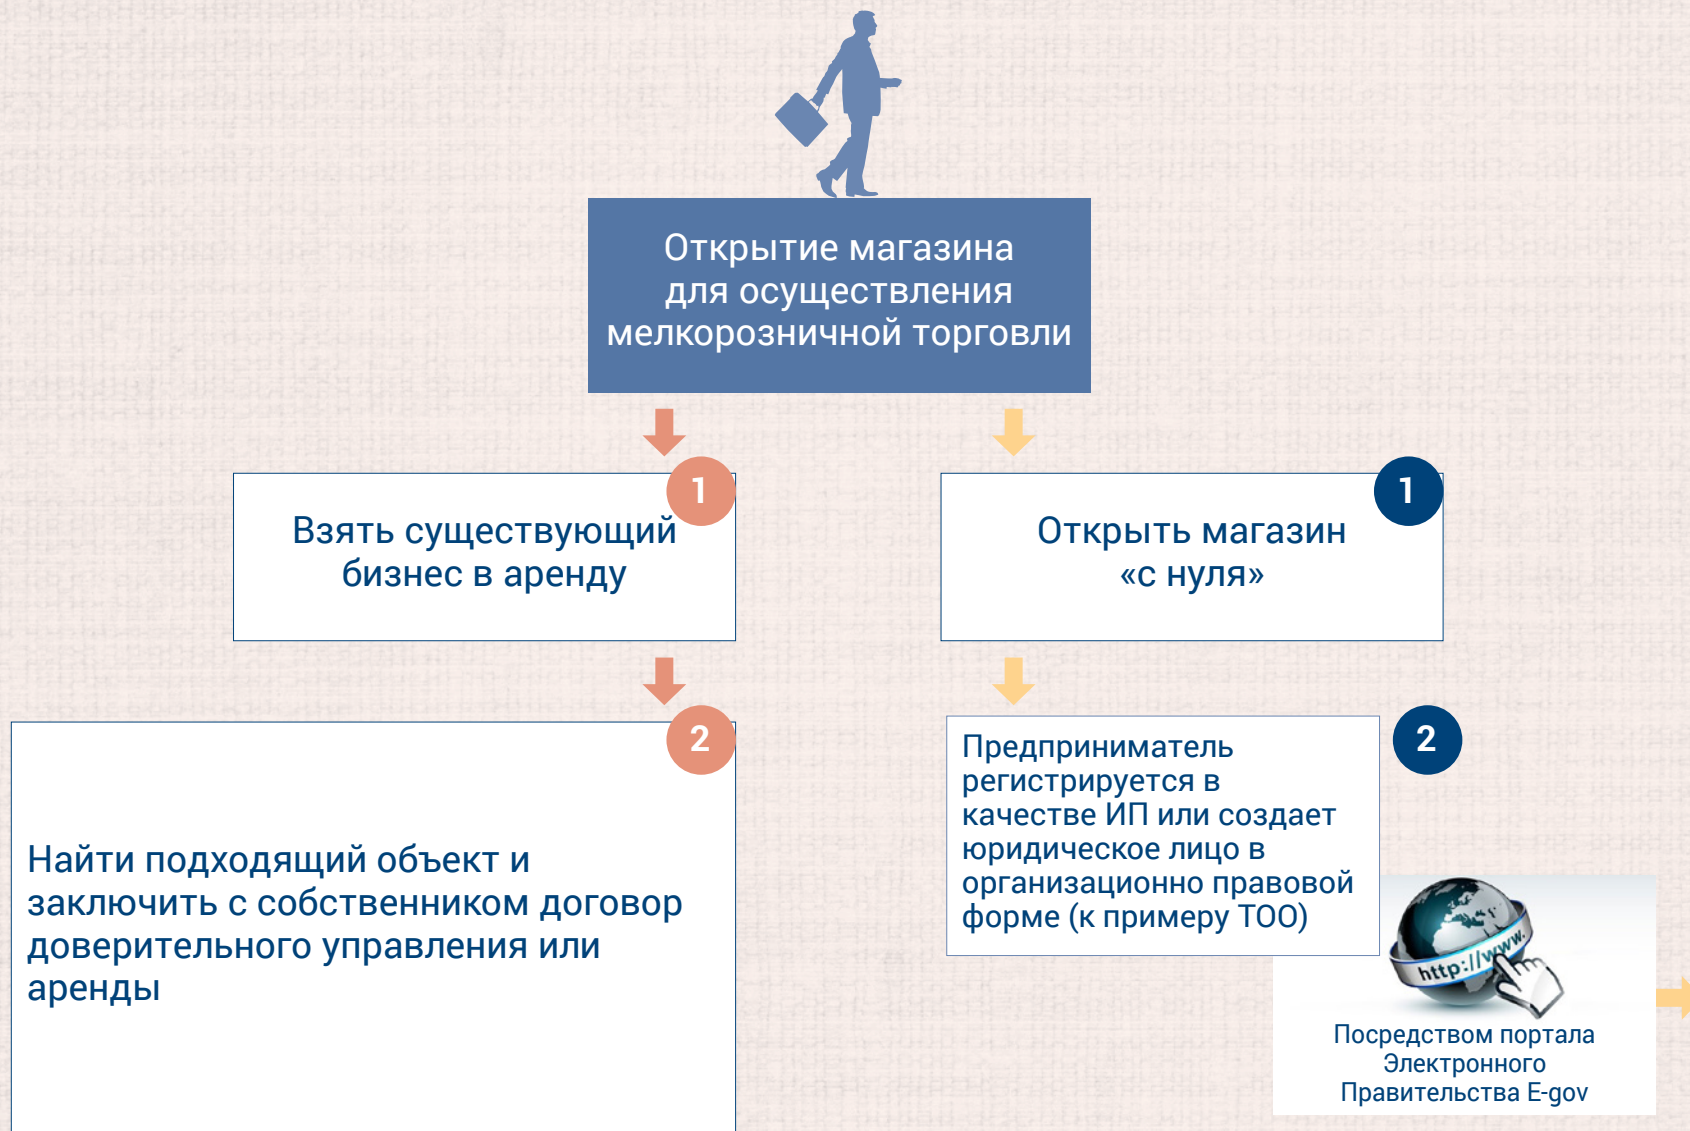 Открытие магазина
для осуществления
мелкорозничной торговли
1
Взять существующий
бизнес в аренду
1
Открыть магазин
«с нуля»
2
Найти подходящий объект и
заключить с собственником договор
доверительного управления или
аренды
2
Предприниматель
регистрируется в
качестве ИП или создает
юридическое лицо в
организационно правовой
форме (к примеру ТОО)
http://www.
Посредством портала
Электронного
Правительства E-gov